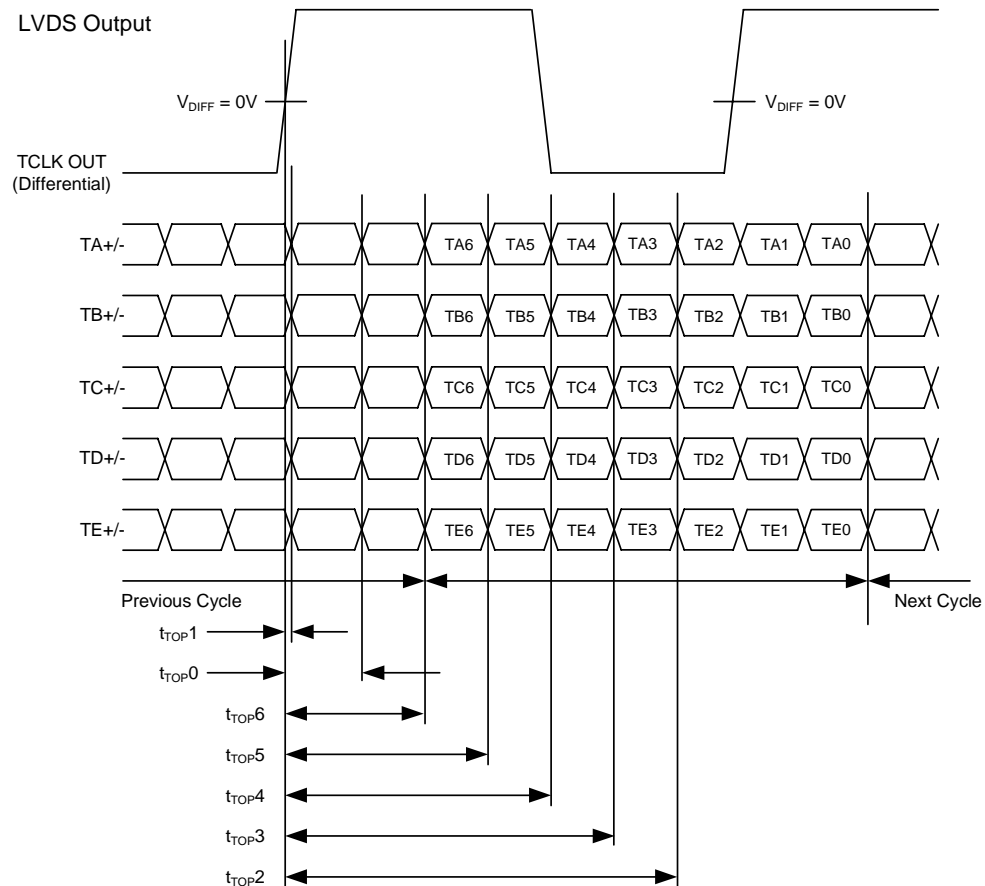 LVDS Output
V_DIFF = 0V
V_DIFF = 0V
TCLK OUT
(Differential)
TA+/- TA6 TA5 TA4 TA3 TA2 TA1 TA0
TB+/- TB6 TB5 TB4 TB3 TB2 TB1 TB0
TC+/- TC6 TC5 TC4 TC3 TC2 TC1 TC0
TD+/- TD6 TD5 TD4 TD3 TD2 TD1 TD0
TE+/- TE6 TE5 TE4 TE3 TE2 TE1 TE0
Previous Cycle
Next Cycle
t_TOP1
t_TOP0
t_TOP6
t_TOP5
t_TOP4
t_TOP3
t_TOP2